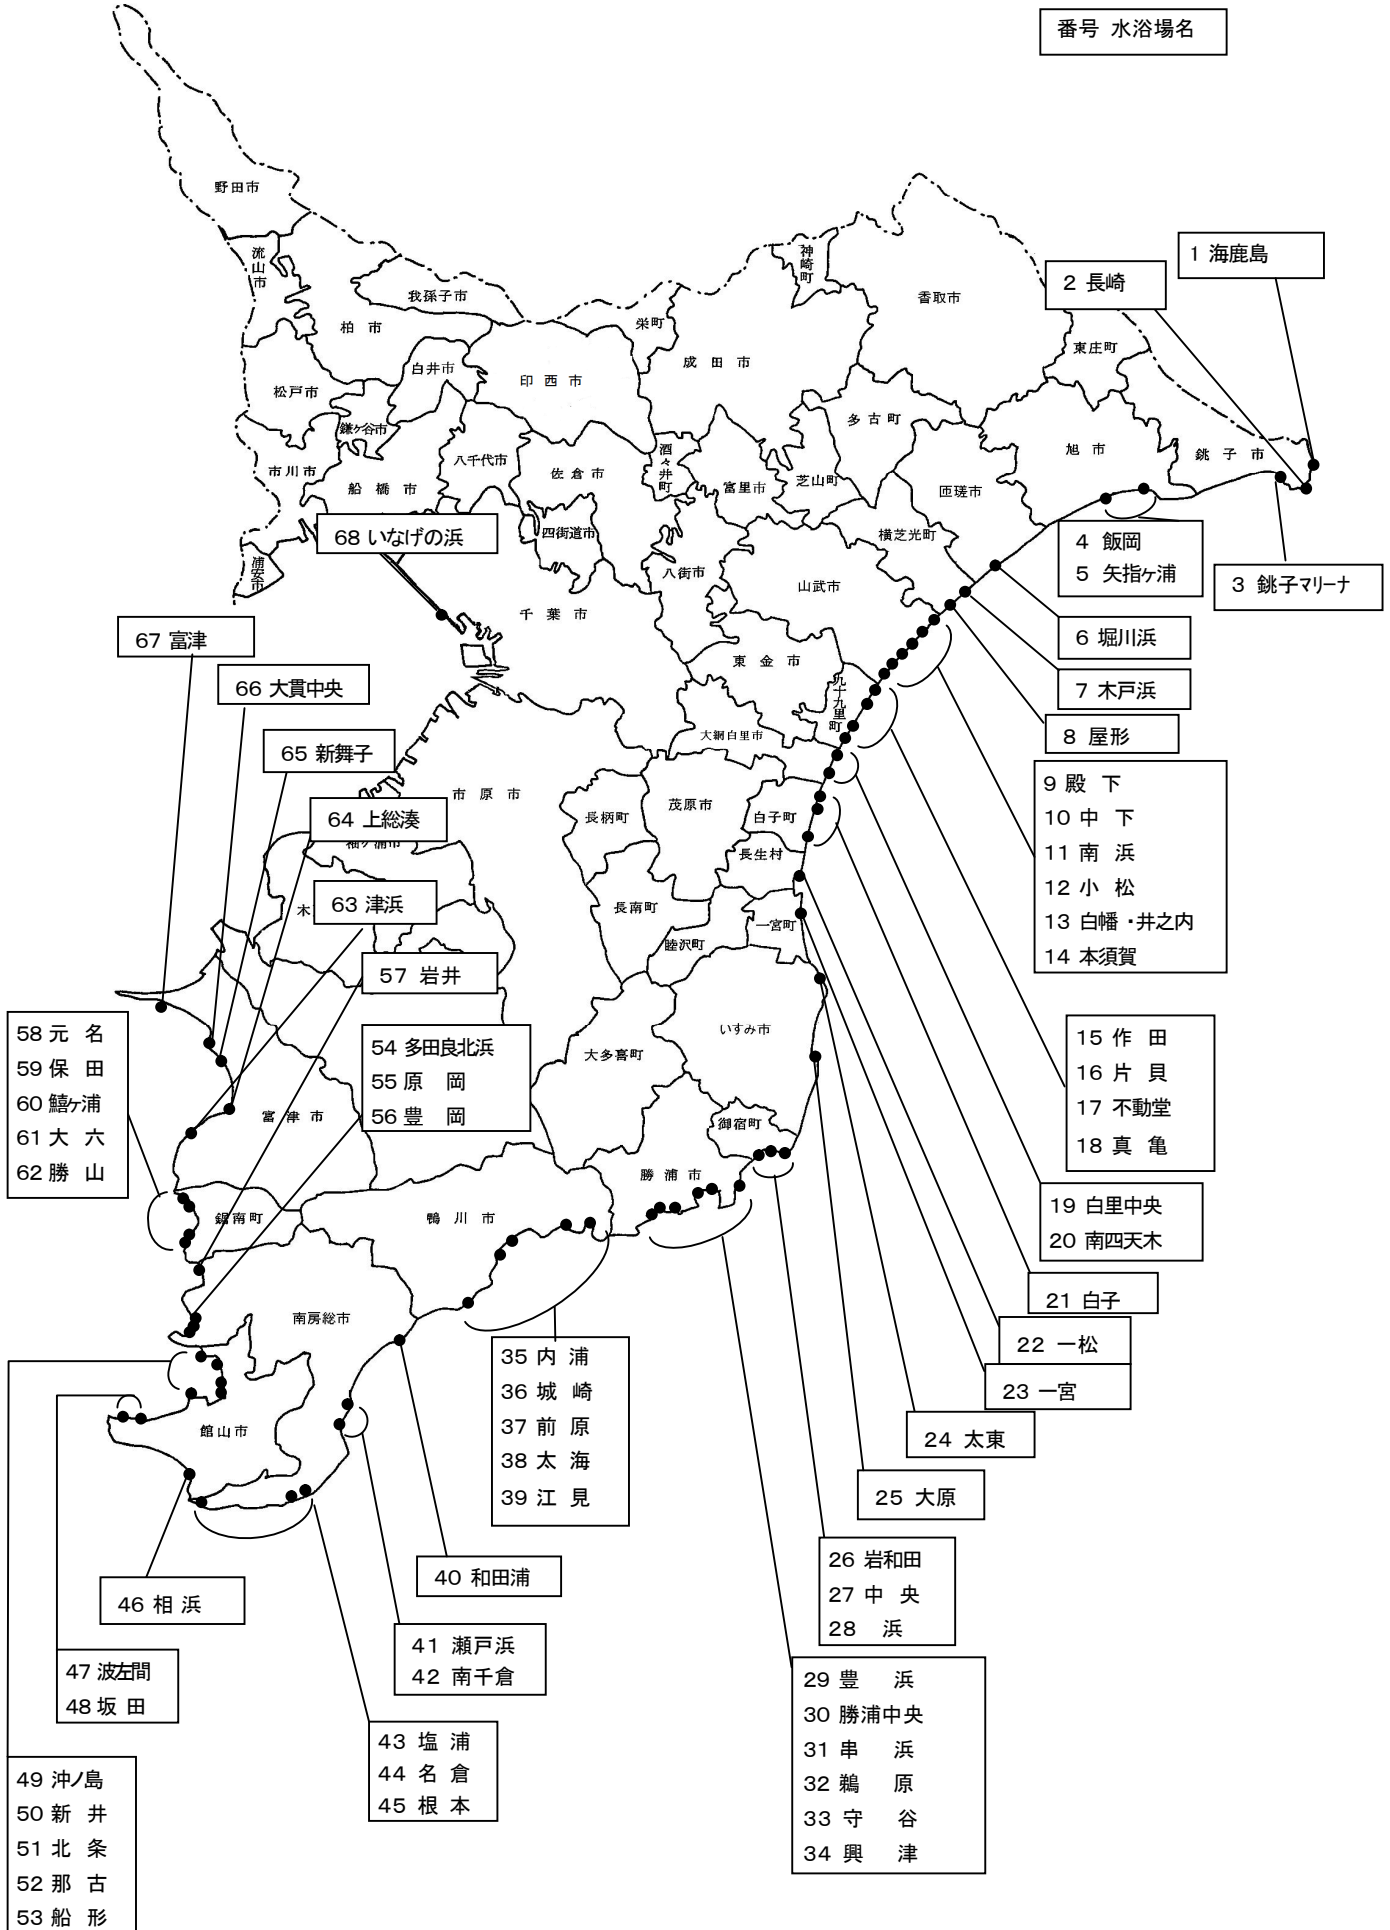 番号 水浴場名
野田市
流山市
我孫子市
柏市
神崎町
香取市
1 海鹿島
2 長崎
栄町
成田市
東庄町
松戸市
白井市
印西市
鎌ケ谷市
多古町
旭市
銚子市
市川市
船橋市
八千代市
佐倉市
酒々井町
富里市
芝山町
匝瑳市
横芝光町
68 いなげの浜
四街道市
浦安市
八街市
山武市
4 飯岡
5 矢指ヶ浦
3 銚子マリーナ
千葉市
67 富津
6 堀川浜
66 大貫中央
東金市
九十九里町
7 木戸浜
65 新舞子
大網白里市
8 屋形
市原市
64 上総湊
袖ケ浦市
長柄町
茂原市
白子町
長生村
9 殿下
10 中下
11 南浜
12 小松
13 白幡・井之内
14 本須賀
63 津浜
木
長南町
睦沢町
一宮町
57 岩井
58 元名
59 保田
60 鱚ヶ浦
61 大六
62 勝山
54 多田良北浜
55 原岡
56 豊岡
大多喜町
いすみ市
15 作田
16 片貝
17 不動堂
18 真亀
富津市
御宿町
勝浦市
19 白里中央
20 南四天木
鋸南町
鴨川市
21 白子
南房総市
22 一松
23 一宮
35 内浦
36 城崎
37 前原
38 太海
39 江見
館山市
24 太東
25 大原
40 和田浦
26 岩和田
27 中央
28 浜
46 相浜
41 瀬戸浜
42 南千倉
47 波左間
48 坂田
29 豊浜
30 勝浦中央
31 串浜
32 鵜原
33 守谷
34 興津
43 塩浦
44 名倉
45 根本
49 沖ノ島
50 新井
51 北条
52 那古
53 船形